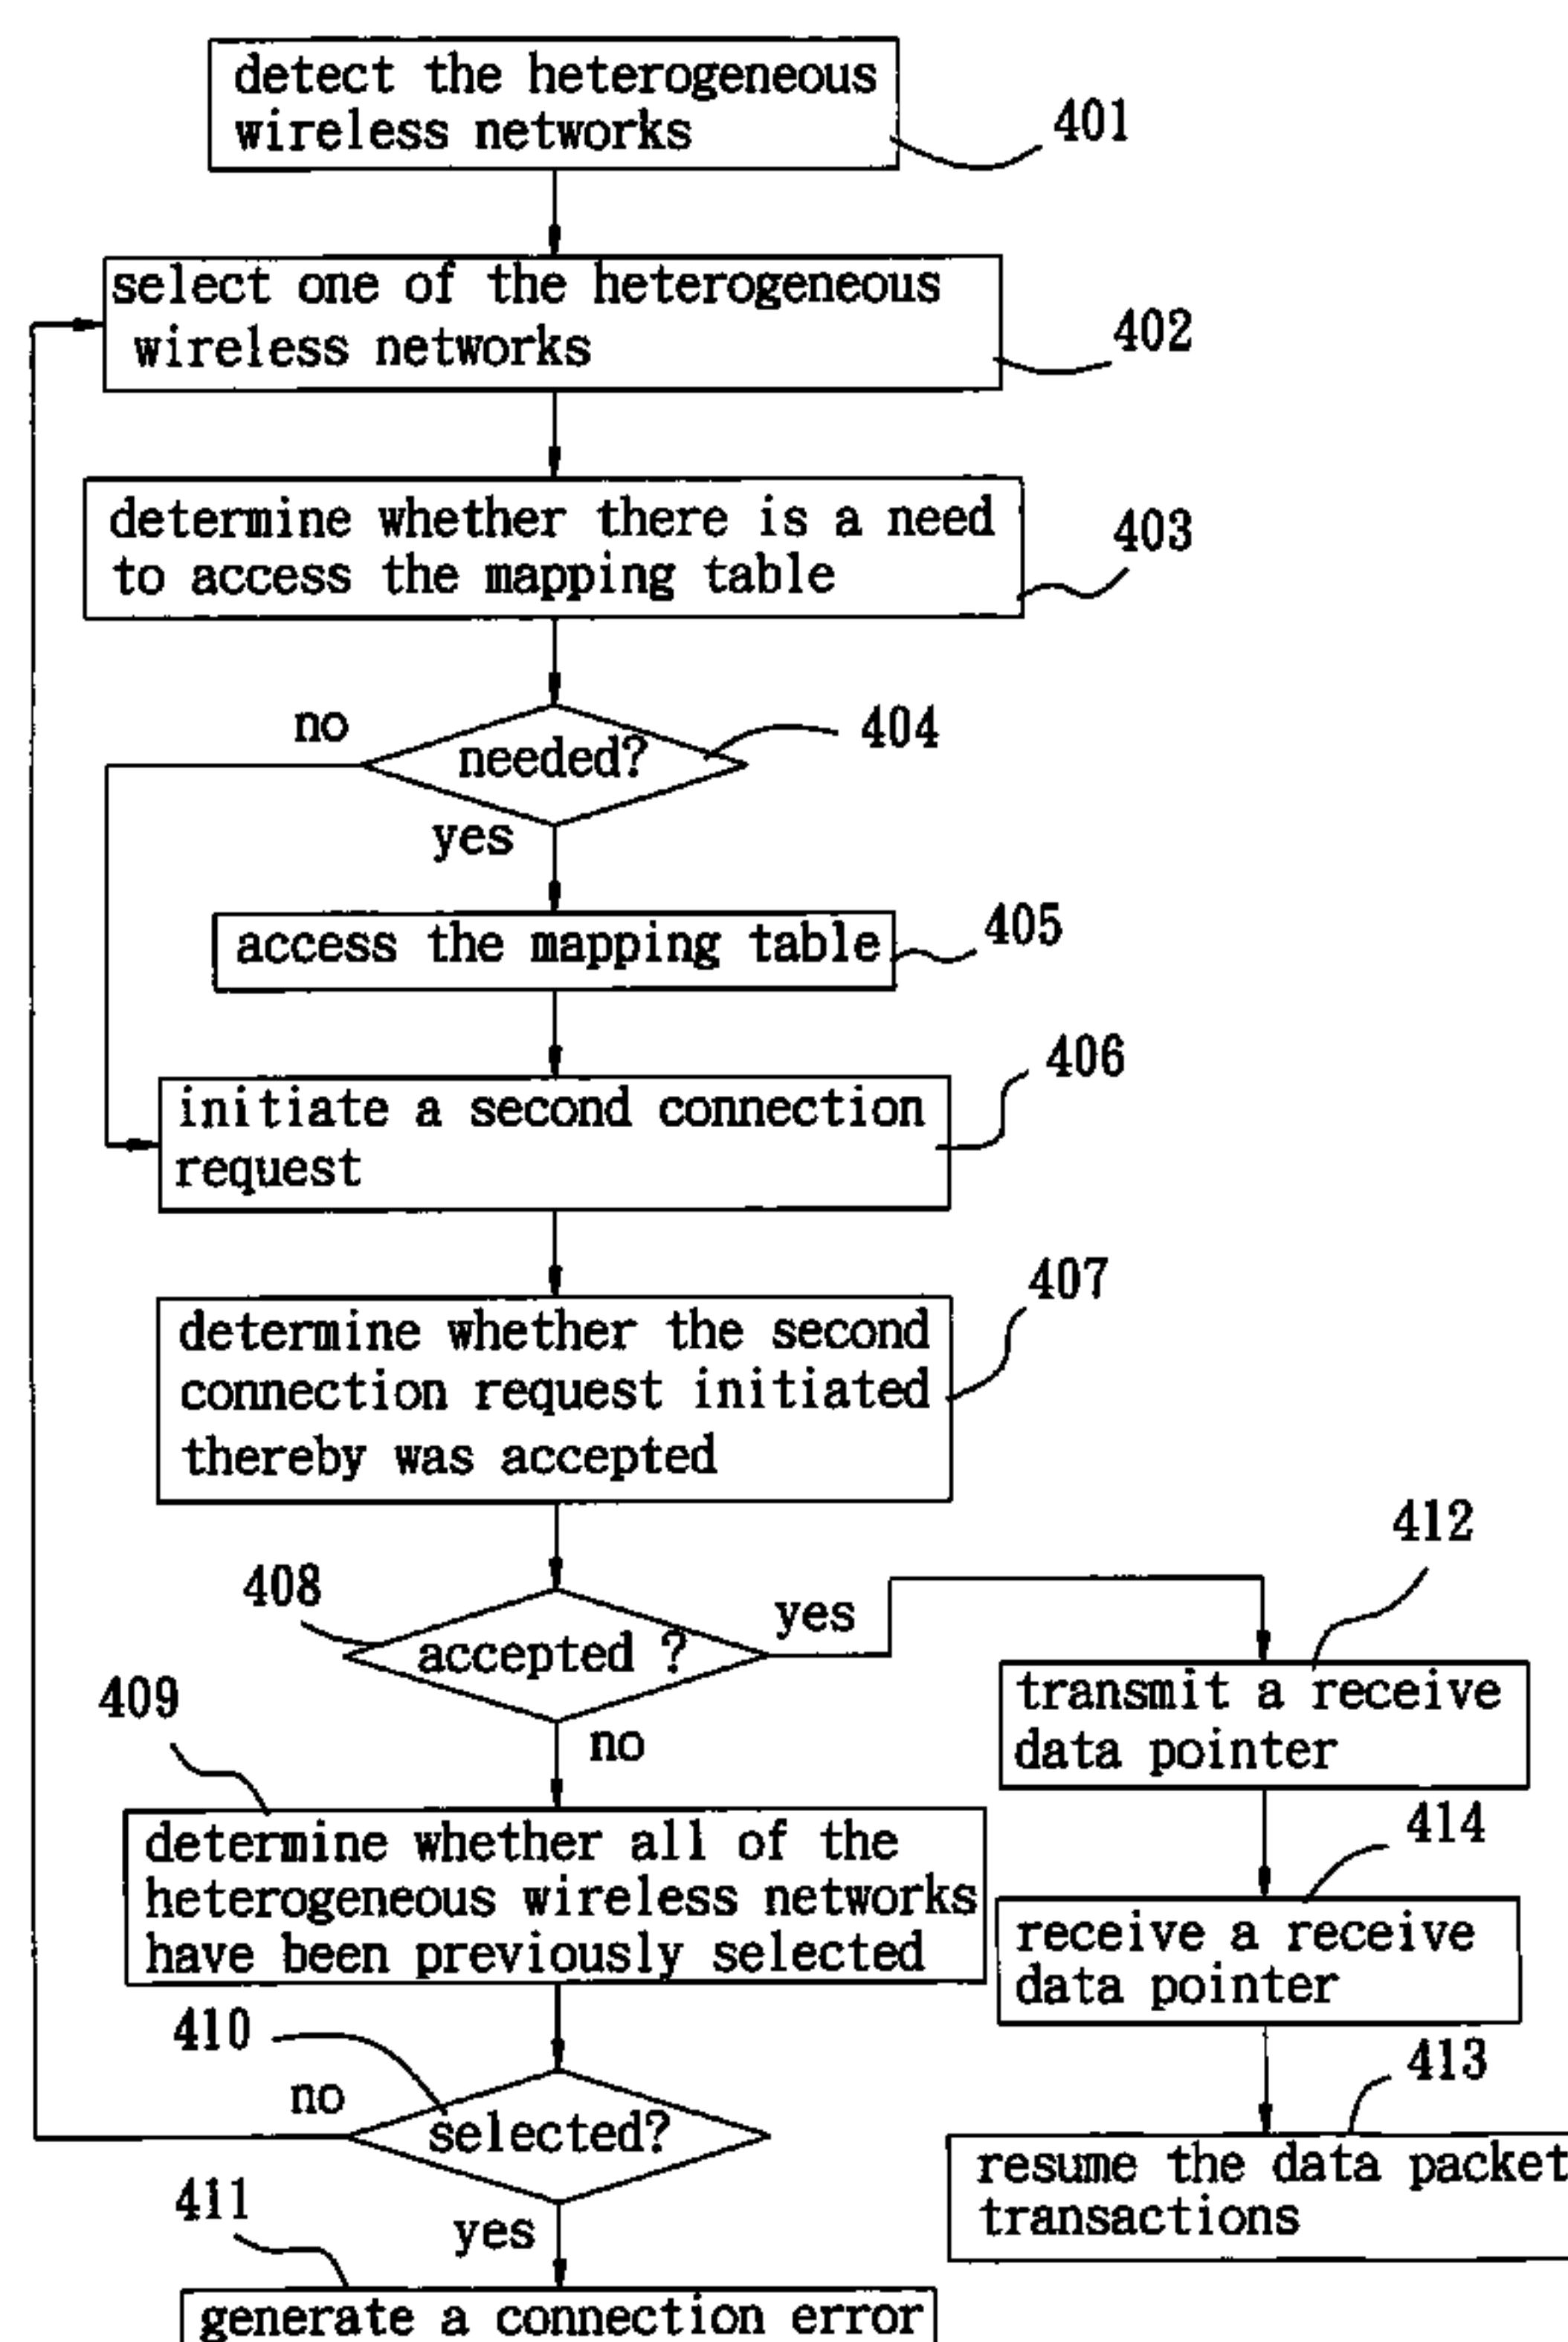 detect the heterogeneous
wireless networks
401
select one of the heterogeneous
wireless networks
402
determine whether there is a need
to access the mapping table
403
no
needed?
404
yes
access the mapping table
405
initiate a second connection
request
406
determine whether the second
connection request initiated
thereby was accepted
407
408
accepted ?
yes
no
412
transmit a receive
data pointer
409
determine whether all of the
heterogeneous wireless networks
have been previously selected
414
receive a receive
data pointer
410
no
selected?
yes
413
resume the data packet
transactions
411
generate a connection error